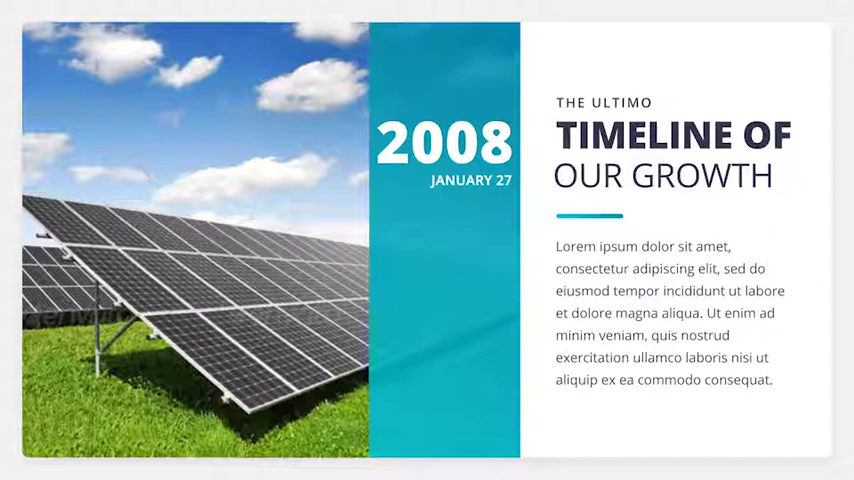 2008
JANUARY 27
THE ULTIMO
TIMELINE OF
OUR GROWTH
Lorem ipsum dolor sit amet,
consectetur adipiscing elit, sed do
eiusmod tempor incididunt ut labore
et dolore magna aliqua. Ut enim ad
minim veniam, quis nostrud
exercitation ullamco laboris nisi ut
aliquip ex ea commodo consequat.